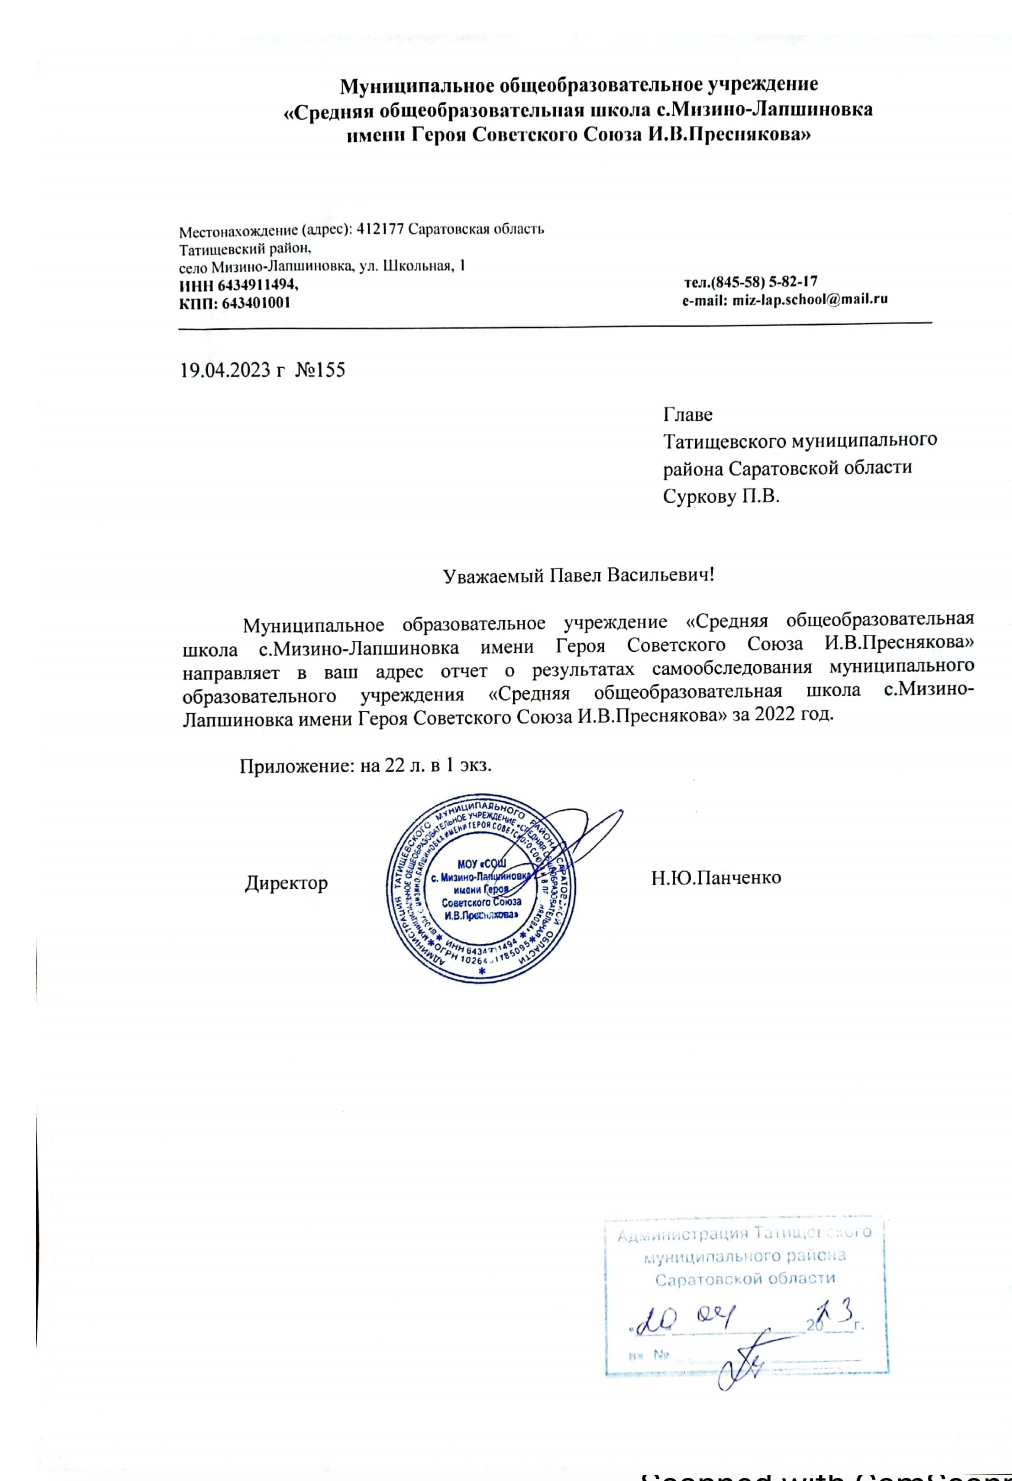 Муниципальное общеобразовательное учреждение
«Средняя общеобразовательная школа с.Мизино-Лапшиновка
имени Героя Советского Союза И.В.Преснякова»
Местонахождение (адрес): 412177 Саратовская область
Татищевский район,
село Мизино-Лапшиновка, ул. Школьная, 1
ИНН 6434911494,
КПП: 643401001
тел.(845-58) 5-82-17
e-mail: miz-lap.school@mail.ru
19.04.2023 г №155
Главе
Татищевского муниципального
района Саратовской области
Суркову П.В.
Уважаемый Павел Васильевич!
Муниципальное образовательное учреждение «Средняя общеобразовательная
школа с.Мизино-Лапшиновка имени Героя Советского Союза И.В.Преснякова»
направляет в ваш адрес отчет о результатах самообследования муниципального
образовательного учреждения «Средняя общеобразовательная школа с.Мизино-
Лапшиновка имени Героя Советского Союза И.В.Преснякова» за 2022 год.
Приложение: на 22 л. в 1 экз.
АДМИНИСТРАЦИЯ ТАТИЩЕВСКОГО МУНИЦИПАЛЬНОГО РАЙОНА САРАТОВСКОЙ ОБЛАСТИ
МОУ «СОШ
с. Мизино-Лапшиновка
имени Героя
Советского Союза
И.В.Преснякова»
Директор
Н.Ю.Панченко
Администрация Татищевского
муниципального района
Саратовской области
«20 04 2023 г.
вх №